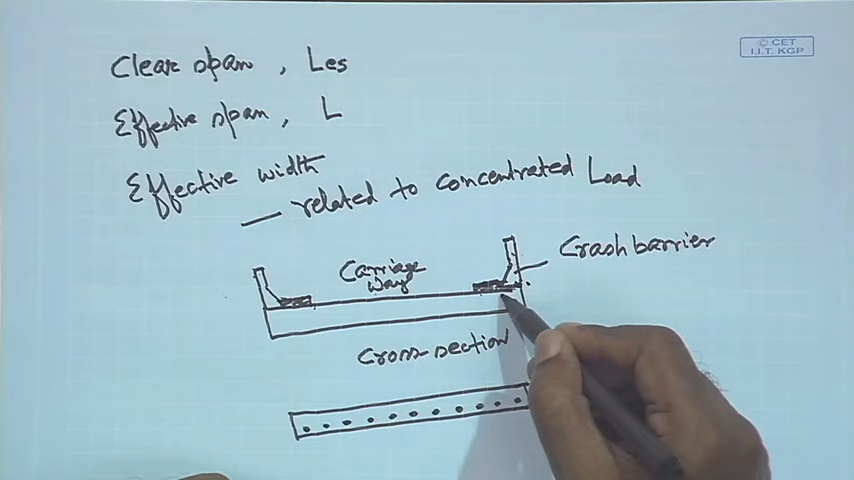 © CET
I.I.T. KGP
Clear span, Les
Effective span, L
Effective width
— related to concentrated Load
Carriage
way
Crash barrier
Cross-section